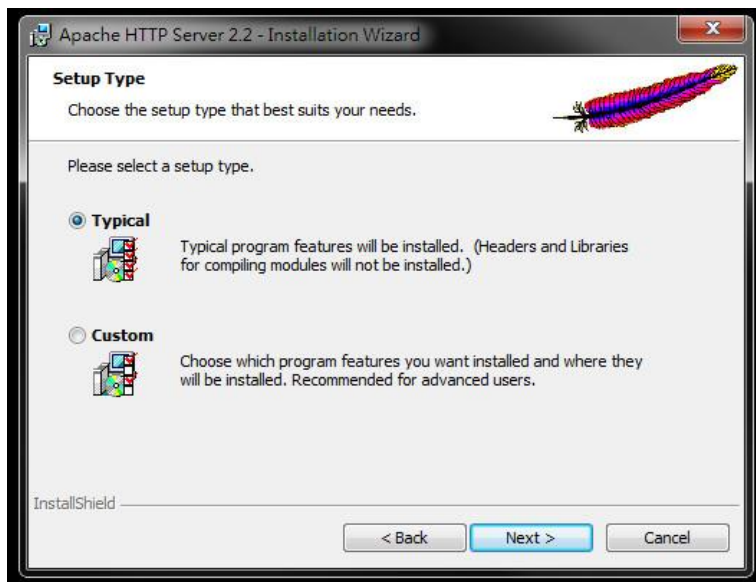 Apache HTTP Server 2.2 - Installation Wizard
Setup Type
Choose the setup type that best suits your needs.
Please select a setup type.
Typical
Typical program features will be installed. (Headers and Libraries
for compiling modules will not be installed.)
Custom
Choose which program features you want installed and where they
will be installed. Recommended for advanced users.
InstallShield
< Back Next > Cancel